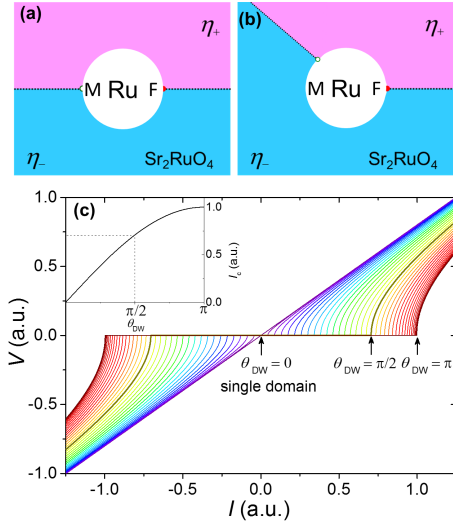 (a)
η+
M Ru F
η−
Sr2RuO4
(b)
η+
M Ru F
η−
Sr2RuO4
(c)
1.0
0.5
0.0
-0.5
-1.0
V (a.u.)
1.0
0.5
0.0
Ic (a.u.)
π/2
π
θDW
θDW=0
θDW=π/2
θDW=π
single domain
-1.0
-0.5
0.0
0.5
1.0
I (a.u.)